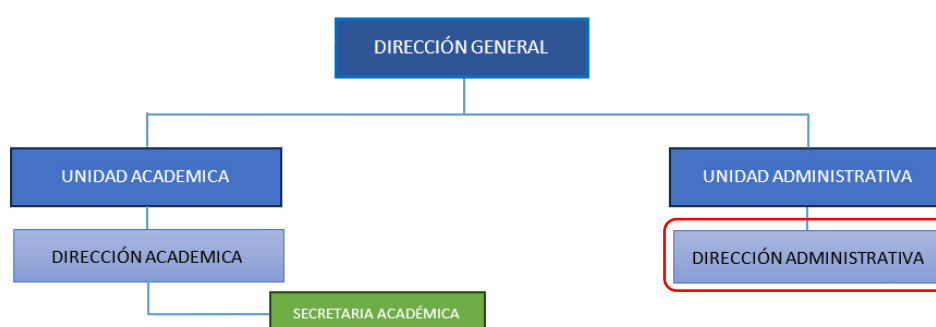 DIRECCIÓN GENERAL
UNIDAD ACADEMICA
UNIDAD ADMINISTRATIVA
DIRECCIÓN ACADEMICA
DIRECCIÓN ADMINISTRATIVA
SECRETARIA ACADÉMICA